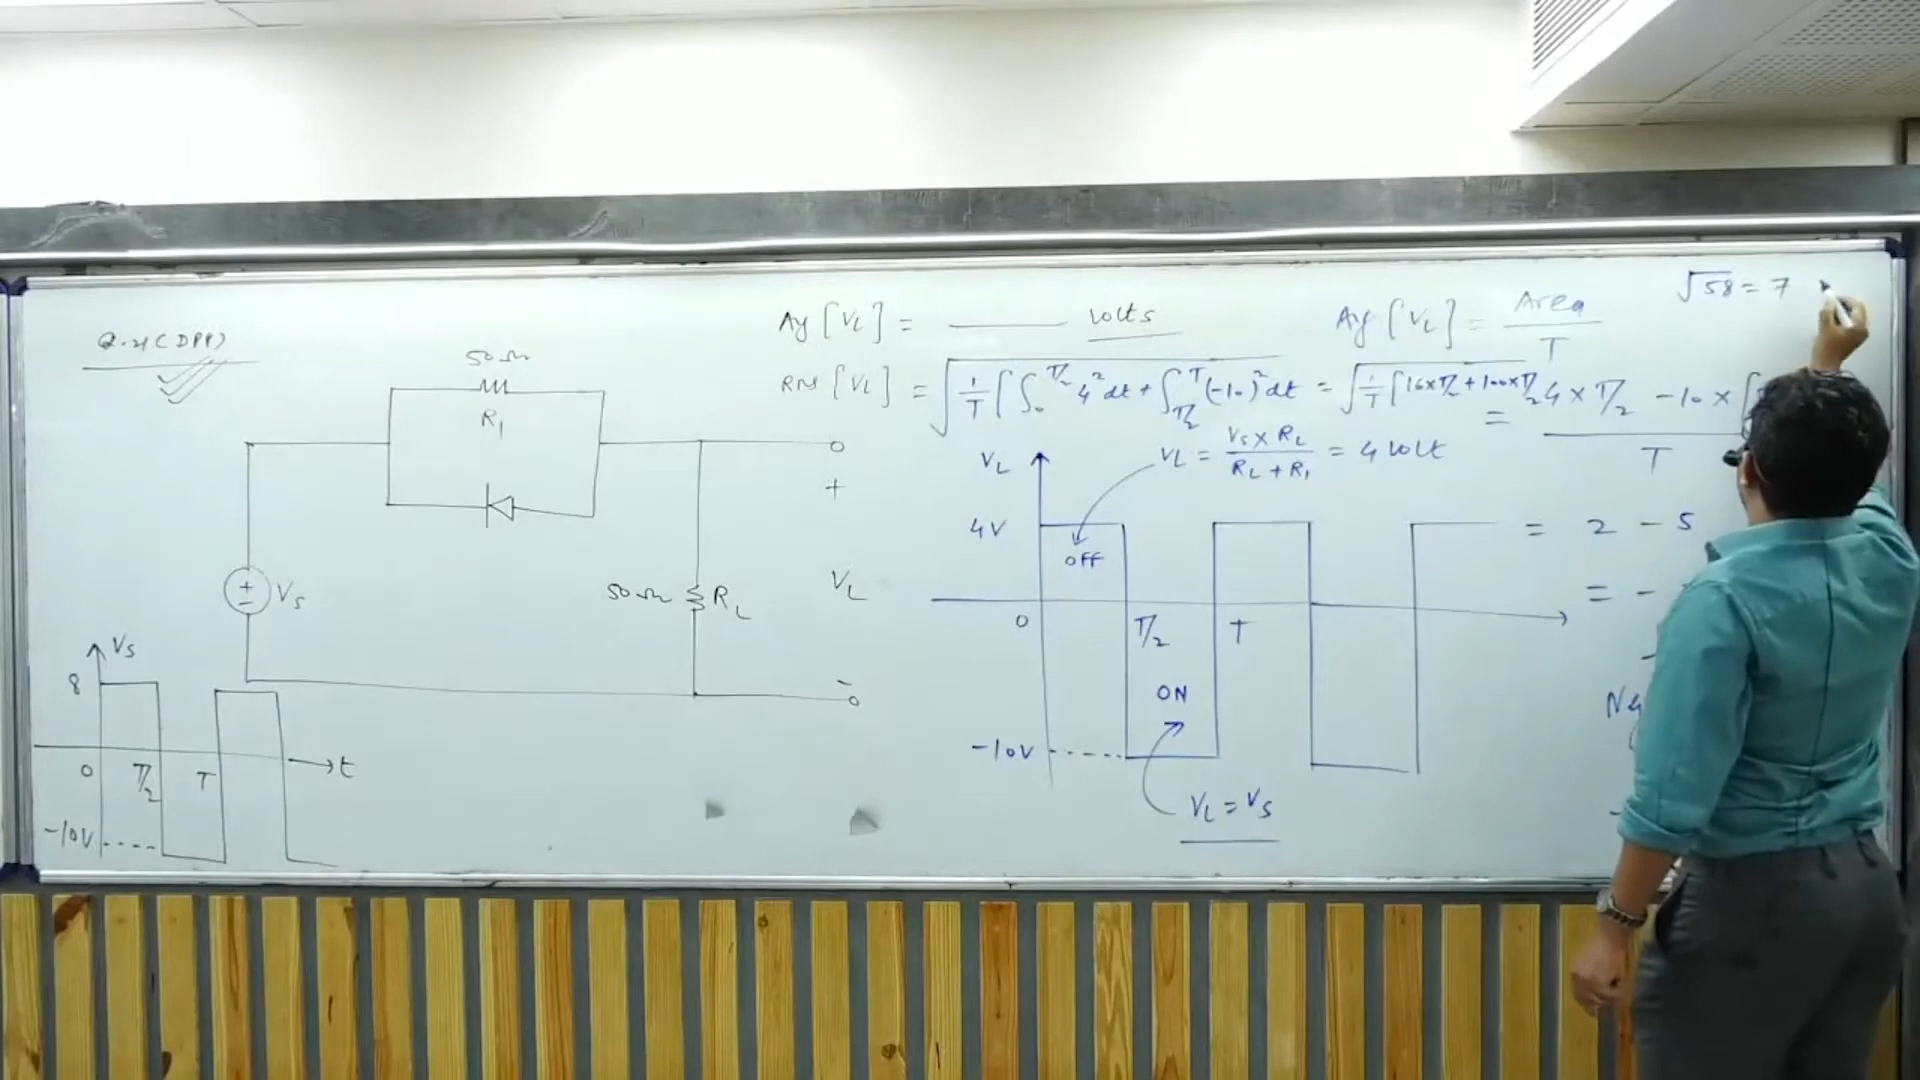 Q.21 (DPP)
50Ω
R1
Vs
50Ω RL
+
VL
-
Vs
8
0 T/2 T t
-10V
Avg [VL] = ______ volts
RMS [VL] = √(1/T [∫₀^(T/2) 4² dt + ∫_(T/2)^T (-10)² dt = √(1/T [16×T/2 + 100×T/2
VL = (Vs × RL)/(RL + R1) = 4 volt
VL
4V
OFF
0 T/2 T
ON
-10V
VL = Vs
Avg [VL] = Area/T
√58 = 7
= (4 × T/2 - 10 × [)/T
= 2 - 5
= -